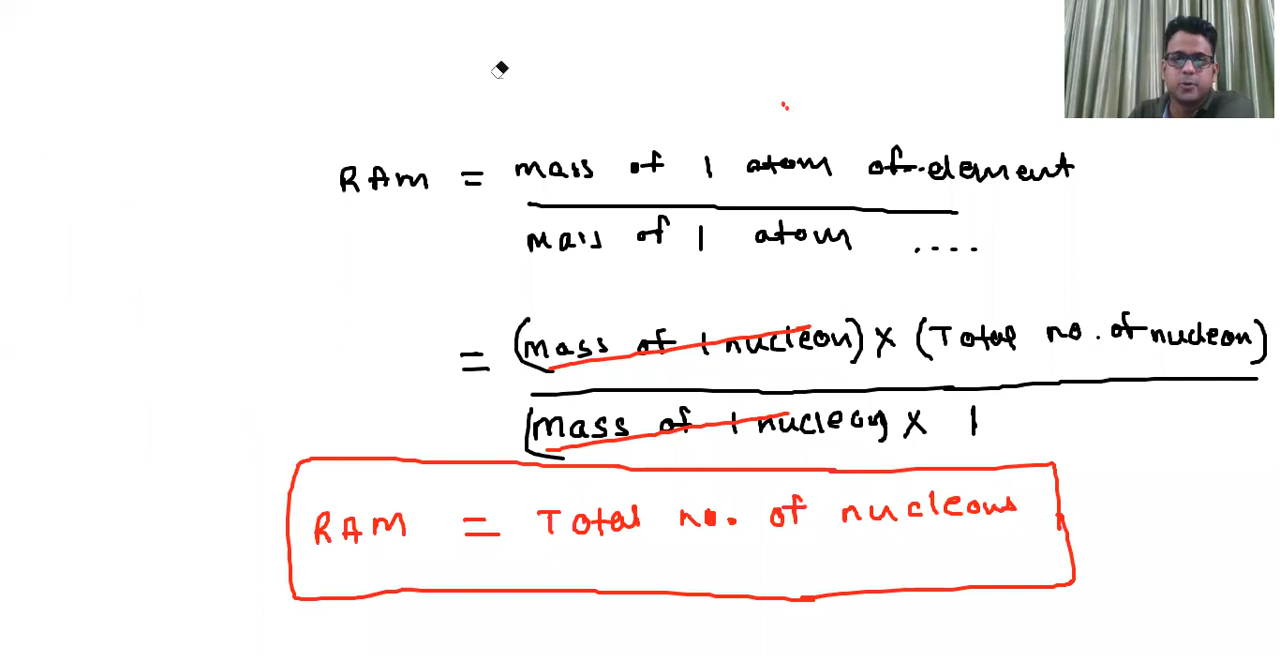 RAM = mass of 1 atom of element
mass of 1 atom ....
= (mass of 1 nucleon) × (Total no. of nucleon)
(mass of 1 nucleon) × 1
RAM = Total no. of nucleons